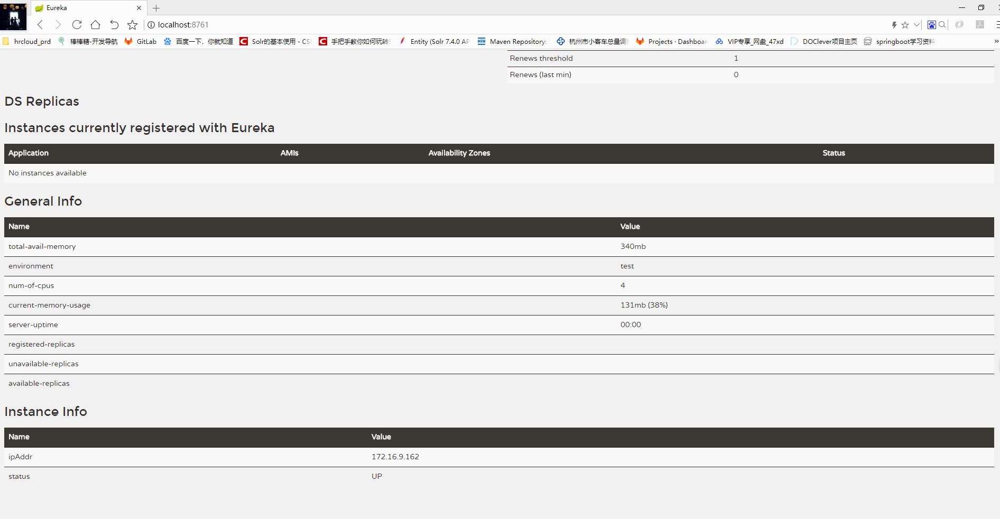 Eureka
localhost:8761
hrcloud_prd 棒棒糖-开发导航 GitLab 百度一下，你就知道 Solr的基本使用 - CS 手把手教你如何玩转 Entity (Solr 7.4.0 AP Maven Repository: 杭州市小客车总量调 Projects · Dashboar VIP专享_网盘_47xd DOClever项目主页 springboot学习资料 »
Renews threshold 1
Renews (last min) 0
DS Replicas
Instances currently registered with Eureka
Application AMIs Availability Zones Status
No instances available
General Info
Name Value
total-avail-memory 340mb
environment test
num-of-cpus 4
current-memory-usage 131mb (38%)
server-uptime 00:00
registered-replicas
unavailable-replicas
available-replicas
Instance Info
Name Value
ipAddr 172.16.9.162
status UP